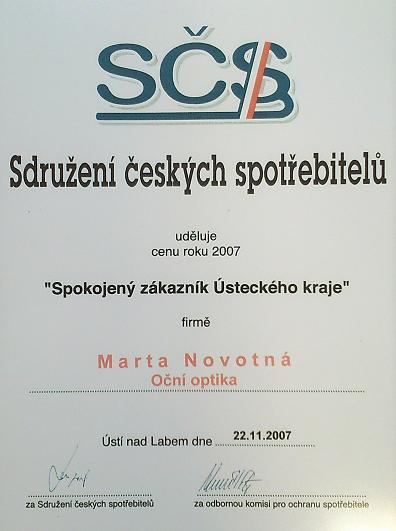 SČS
Sdružení českých spotřebitelů
uděluje
cenu roku 2007
"Spokojený zákazník Ústeckého kraje"
firmě
Marta Novotná
Oční optika
Ústí nad Labem dne 22.11.2007
za Sdružení českých spotřebitelů
za odbornou komisi pro ochranu spotřebitele